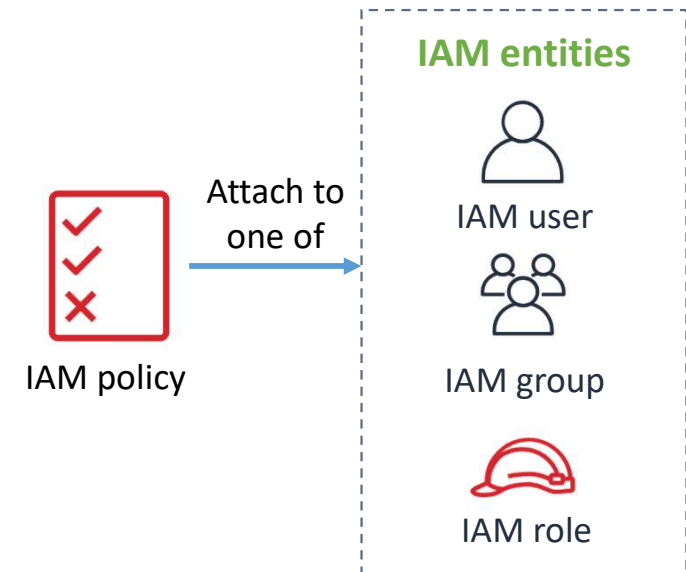 IAM entities
Attach to
one of
IAM user
IAM policy
IAM group
IAM role